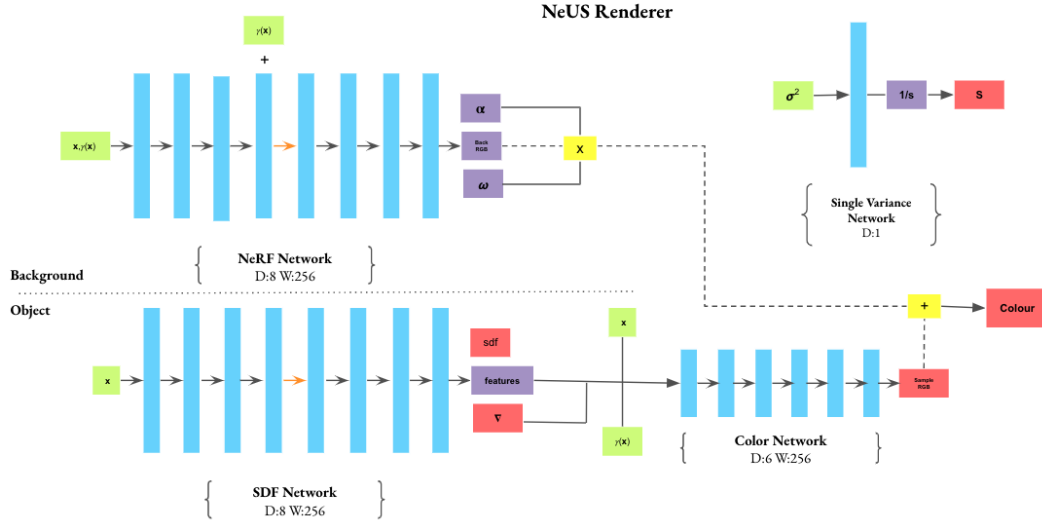 NeUS Renderer
γ(x)
+
x,γ(x)
α
Back
RGB
ω
X
σ²
1/s
S
Single Variance
Network
D:1
NeRF Network
D:8 W:256
Background
Object
x
sdf
features
∇
x
γ(x)
+
Colour
Sample
RGB
Color Network
D:6 W:256
SDF Network
D:8 W:256